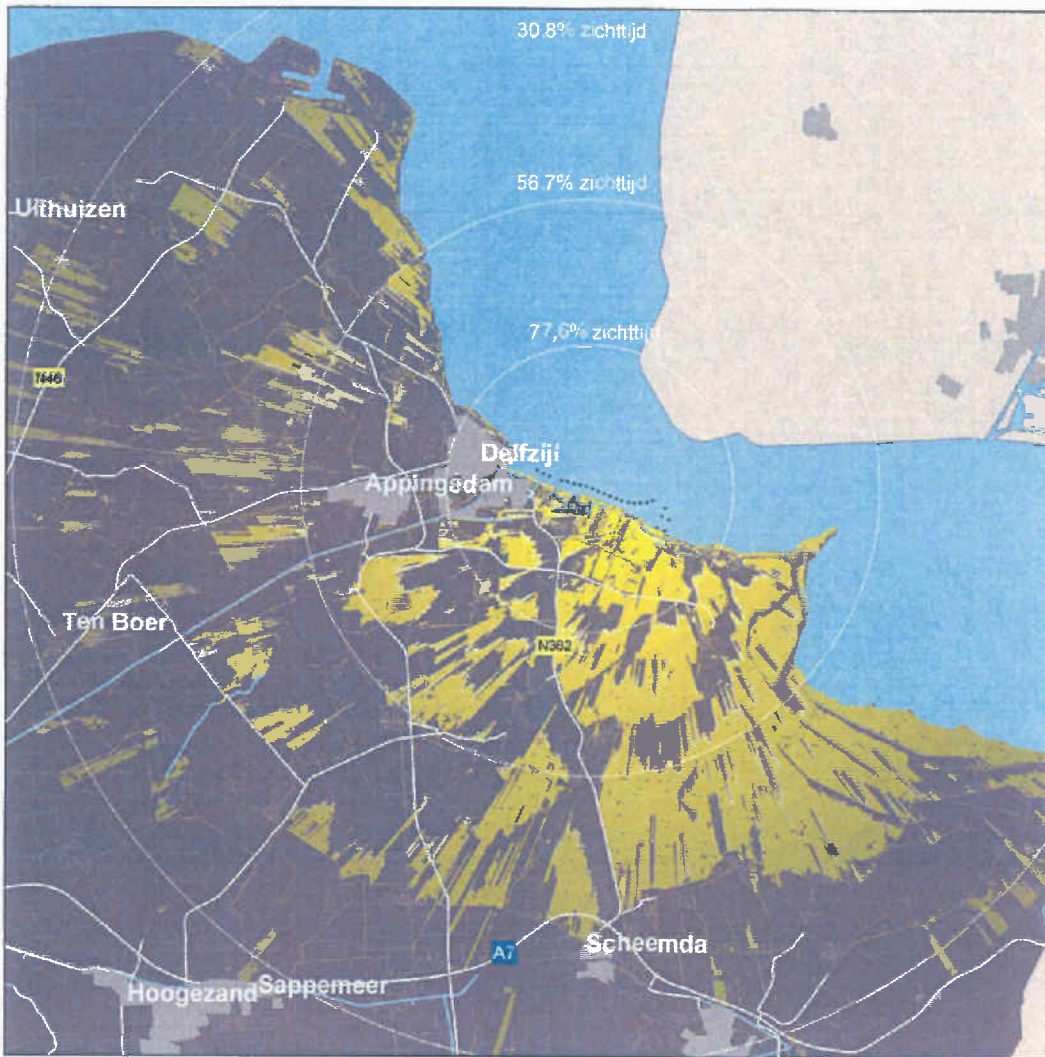 30.8% zichttijd
56.7% zichttijd
Uithuizen
77,6% zichttijd
N46
Delfzijl
Appingedam
Ten Boer
N362
Scheemda
A7
Sappemeer
Hoogezand